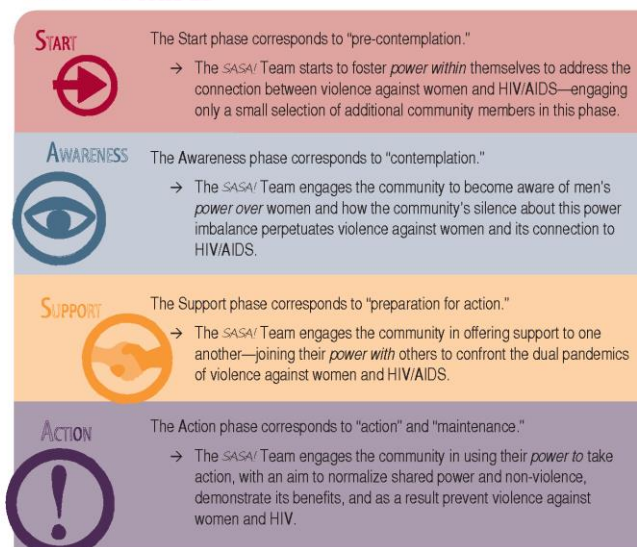 START
The Start phase corresponds to "pre-contemplation."
→ The SASA! Team starts to foster power within themselves to address the
connection between violence against women and HIV/AIDS—engaging
only a small selection of additional community members in this phase.
AWARENESS
The Awareness phase corresponds to "contemplation."
→ The SASA! Team engages the community to become aware of men's
power over women and how the community's silence about this power
imbalance perpetuates violence against women and its connection to
HIV/AIDS.
SUPPORT
The Support phase corresponds to "preparation for action."
→ The SASA! Team engages the community in offering support to one
another—joining their power with others to confront the dual pandemics
of violence against women and HIV/AIDS.
ACTION
The Action phase corresponds to "action" and "maintenance."
→ The SASA! Team engages the community in using their power to take
action, with an aim to normalize shared power and non-violence,
demonstrate its benefits, and as a result prevent violence against
women and HIV.